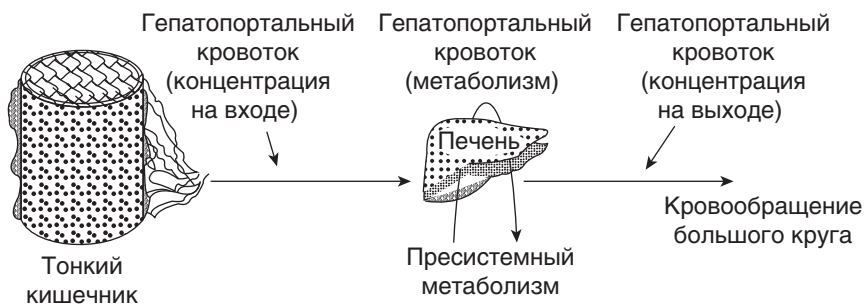 Гепатопортальный
кровоток
(концентрация
на входе)
Гепатопортальный
кровоток
(метаболизм)
Гепатопортальный
кровоток
(концентрация
на выходе)
Печень
Тонкий
кишечник
Пресистемный
метаболизм
Кровообращение
большого круга